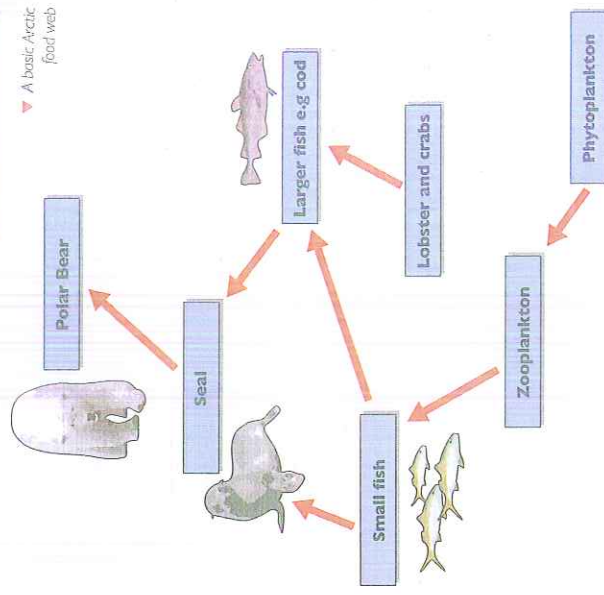 ▼ A basic Arctic
food web
Polar Bear
Seal
Larger fish e.g cod
Lobster and crabs
Small fish
Zooplankton
Phytoplankton